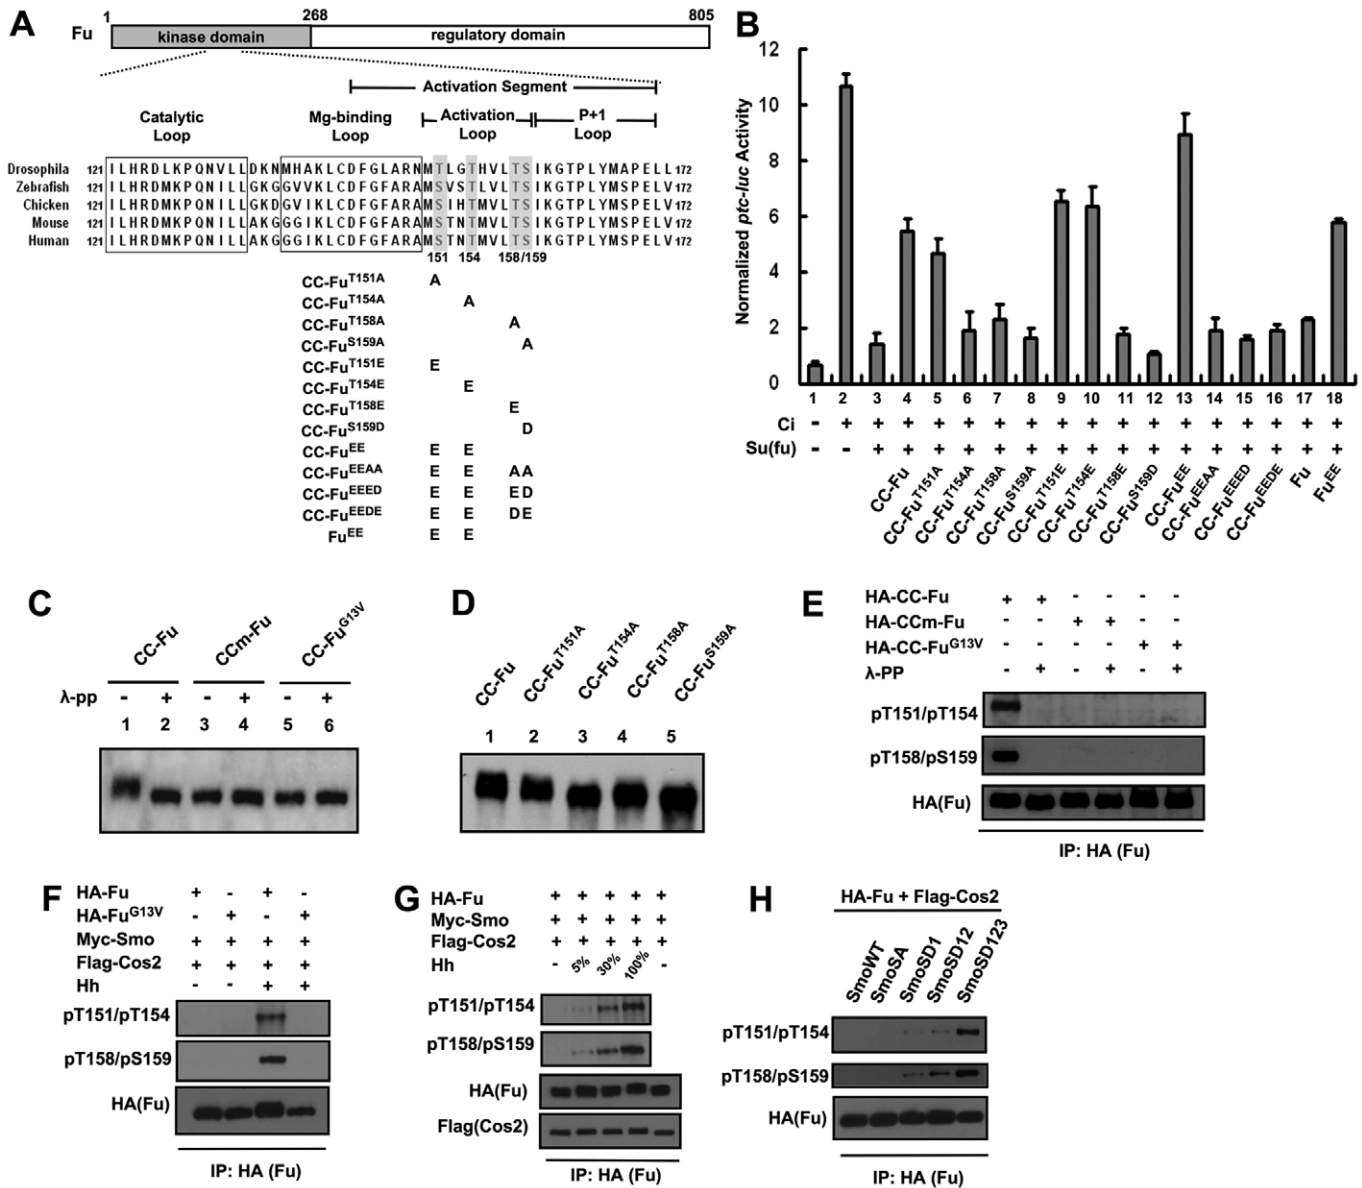 A
1 268 805
Fu kinase domain regulatory domain
Activation Segment
Catalytic Loop
Mg-binding Loop
Activation Loop
P+1 Loop
Drosophila 121 ILHRDLKPQNVLLDKNMHAKLCDFGLARNMTLGTHVLTSIKGTPLYMAPELL 172
Zebrafish 121 ILHRDMKPQNILLGKGGVVKLCDFGFARAMSVSTLVLTSIKGTPLYMSPELV 172
Chicken 121 ILHRDMKPQNILLGKDGVIKLCDFGFARAMSIHTMVLTSIKGTPLYMSPELV 172
Mouse 121 ILHRDMKPQNILLAKGGGIKLCDFGFARAMSTNTMVLTSIKGTPLYMSPELV 172
Human 121 ILHRDMKPQNILLAKGGGIKLCDFGFARAMSTNTMVLTSIKGTPLYMSPELV 172
151 154 158/159
CC-FuT151A A
CC-FuT154A A
CC-FuT158A A
CC-FuS159A A
CC-FuT151E E
CC-FuT154E E
CC-FuT158E E
CC-FuS159D D
CC-FuEE E E
CC-FuEEAA E E A A
CC-FuEEED E E E D
CC-FuEEDE E E D E
FuEE E E
B
Normalized ptc-luc Activity
12
10
8
6
4
2
0
1 2 3 4 5 6 7 8 9 10 11 12 13 14 15 16 17 18
Ci - + + + + + + + + + + + + + + + + +
Su(fu) - - + + + + + + + + + + + + + + + +
CC-Fu CC-FuT151A CC-FuT154A CC-FuT158A CC-FuS159A CC-FuT151E CC-FuT154E CC-FuT158E CC-FuS159D CC-FuEE CC-FuEEAA CC-FuEEED CC-FuEEDE Fu FuEE
C
CC-Fu CCm-Fu CC-FuG13V
λ-pp - + - + - +
1 2 3 4 5 6
D
CC-Fu CC-FuT151A CC-FuT154A CC-FuT158A CC-FuS159A
1 2 3 4 5
E
HA-CC-Fu + + - - - -
HA-CCm-Fu - - + + - -
HA-CC-FuG13V - - - - + +
λ-PP - + - + - +
pT151/pT154
pT158/pS159
HA(Fu)
IP: HA (Fu)
F
HA-Fu + - + -
HA-FuG13V - + - +
Myc-Smo + + + +
Flag-Cos2 + + + +
Hh - - + +
pT151/pT154
pT158/pS159
HA(Fu)
IP: HA (Fu)
G
HA-Fu + + + + +
Myc-Smo + + + + +
Flag-Cos2 + + + + +
Hh - 5% 30% 100% -
pT151/pT154
pT158/pS159
HA(Fu)
Flag(Cos2)
IP: HA (Fu)
H
HA-Fu + Flag-Cos2
SmoWT SmoSA SmoSD1 SmoSD12 SmoSD123
pT151/pT154
pT158/pS159
HA(Fu)
IP: HA (Fu)